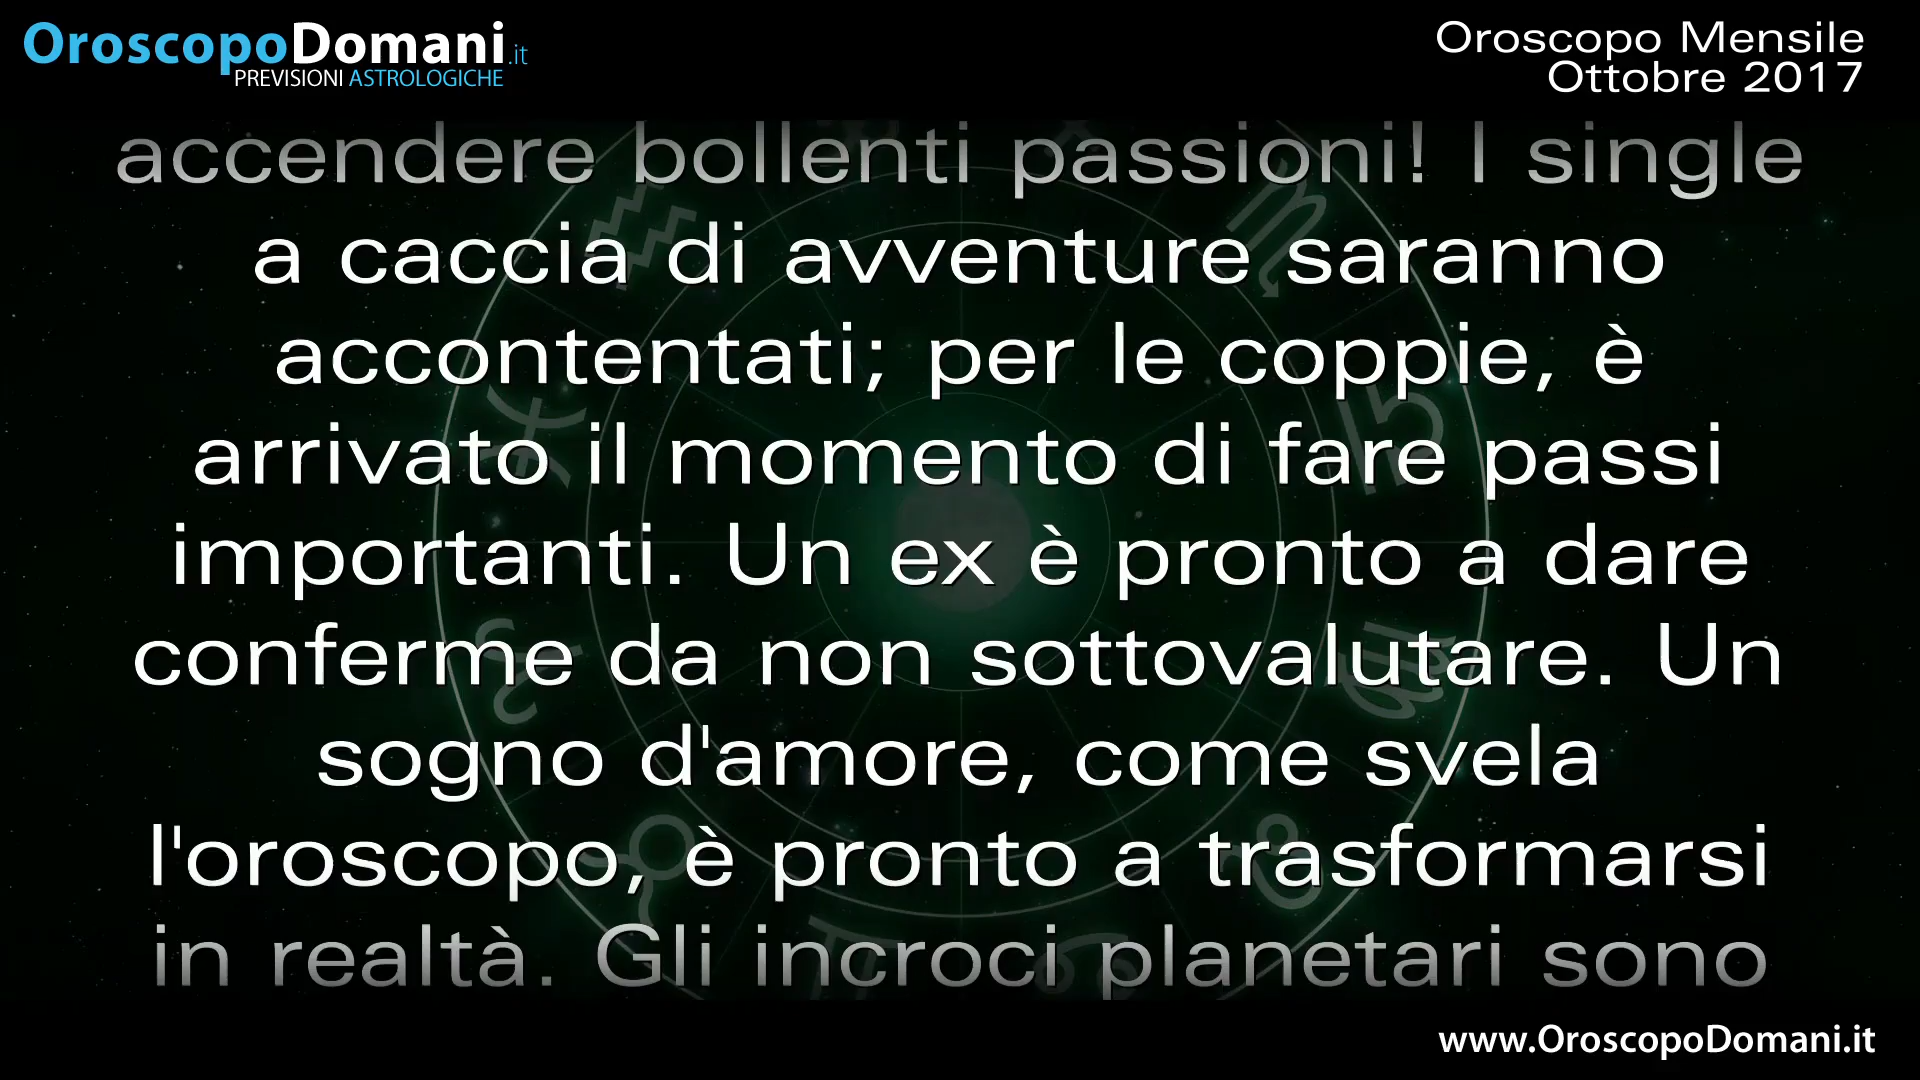 OroscopoDomani.it
PREVISIONI ASTROLOGICHE
Oroscopo Mensile
Ottobre 2017
accendere bollenti passioni! I single
a caccia di avventure saranno
accontentati; per le coppie, è
arrivato il momento di fare passi
importanti. Un ex è pronto a dare
conferme da non sottovalutare. Un
sogno d'amore, come svela
l'oroscopo, è pronto a trasformarsi
in realtà. Gli incroci planetari sono
www.OroscopoDomani.it